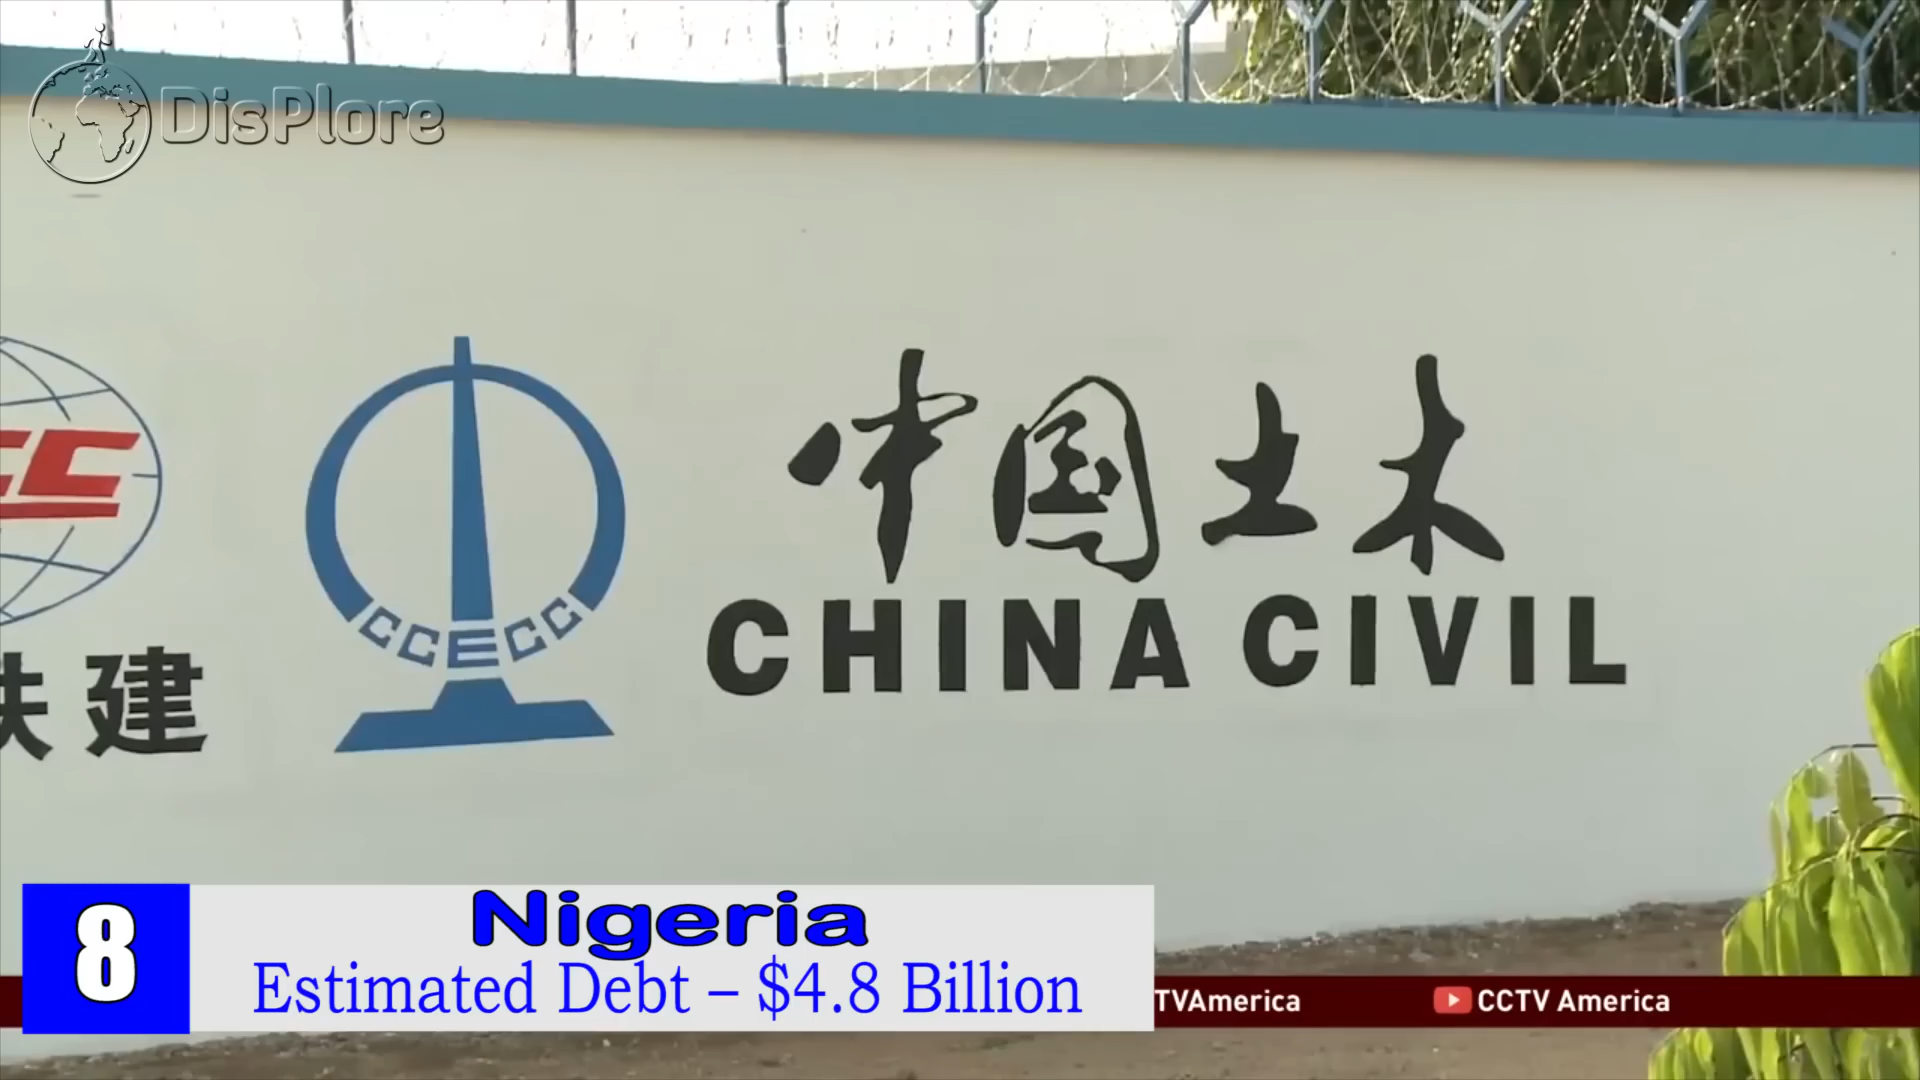 DisPlore
CC
建
CCECC
中国土木
CHINA CIVIL
8
Nigeria
Estimated Debt – $4.8 Billion
TVAmerica
CCTV America